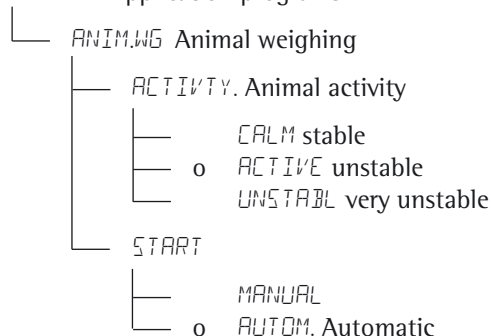 ANIM.WG Animal weighing
ACTIVTY. Animal activity
CALM stable
o ACTIVE unstable
UNSTABL very unstable
START
MANUAL
o AUTOM. Automatic